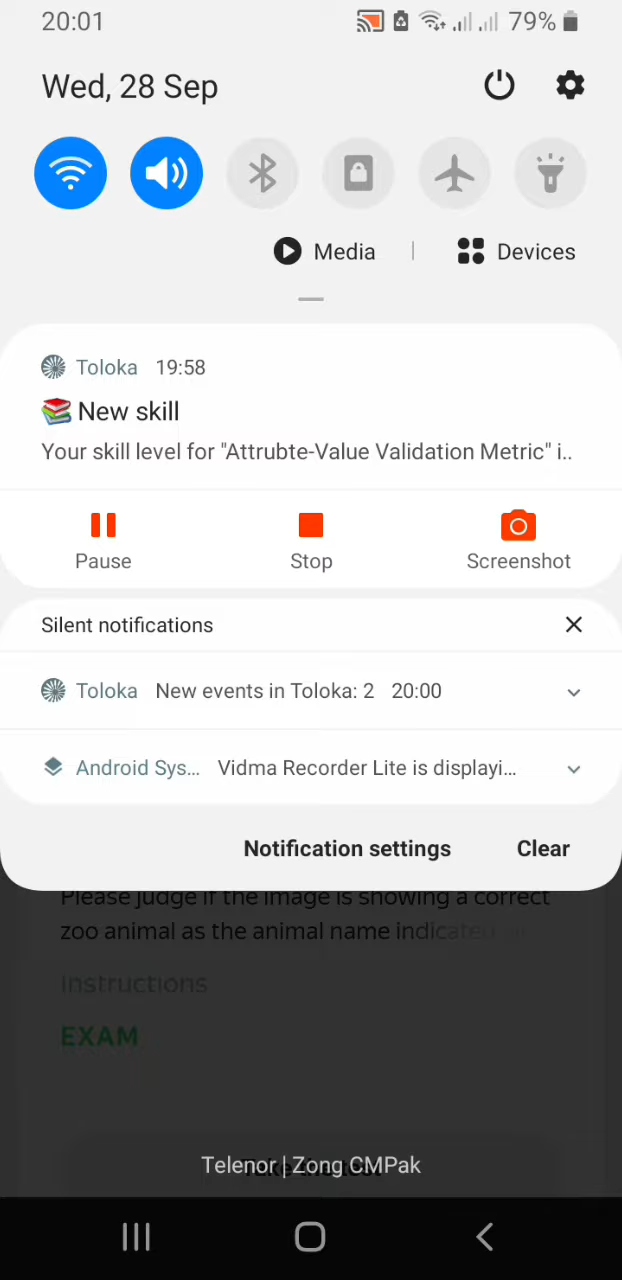 20:01 79%
Wed, 28 Sep
Media | Devices
Toloka 19:58
New skill
Your skill level for "Attrubte-Value Validation Metric" i..
Pause Stop Screenshot
Silent notifications
Toloka New events in Toloka: 2 20:00
Android Sys... Vidma Recorder Lite is displayi...
Notification settings Clear
Please judge if the image is showing a correct
zoo animal as the animal name indicated
Instructions
EXAM
Telenor | Zong CMPak
Take the test